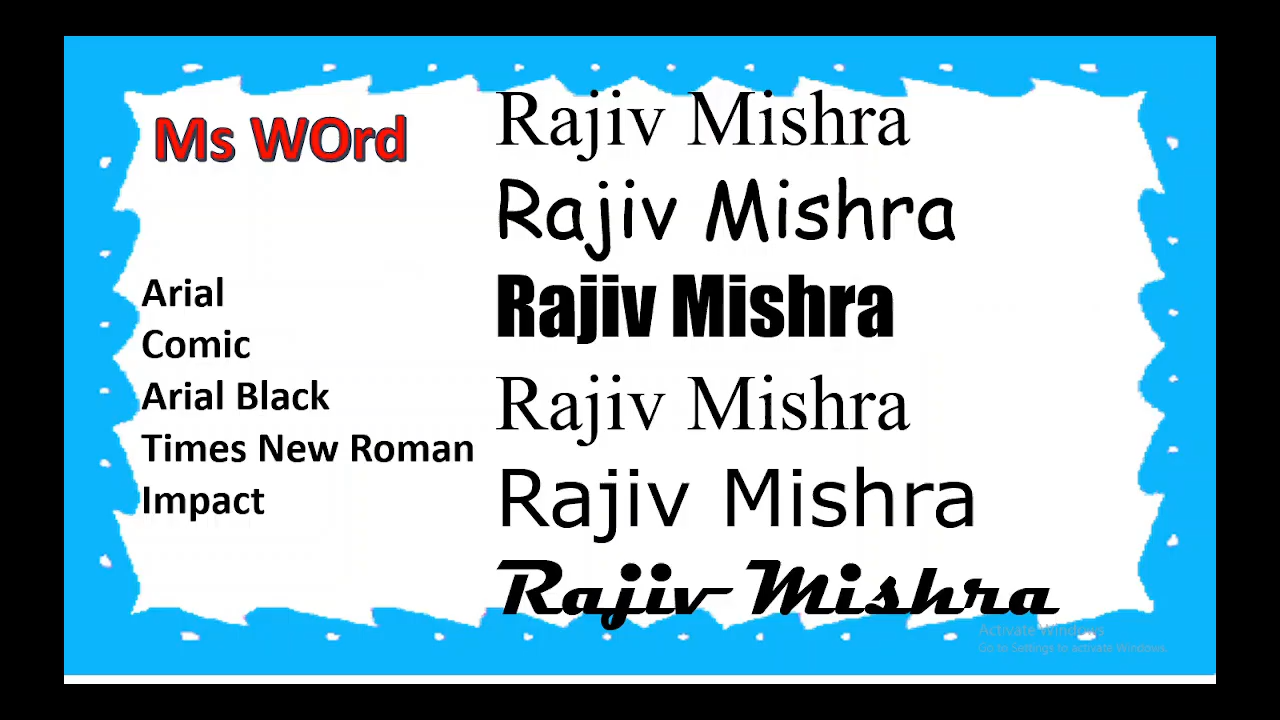 Ms WOrd
Arial
Comic
Arial Black
Times New Roman
Impact
Rajiv Mishra
Rajiv Mishra
Rajiv Mishra
Rajiv Mishra
Rajiv Mishra
Rajiv Mishra
Activate Windows
Go to Settings to activate Windows.